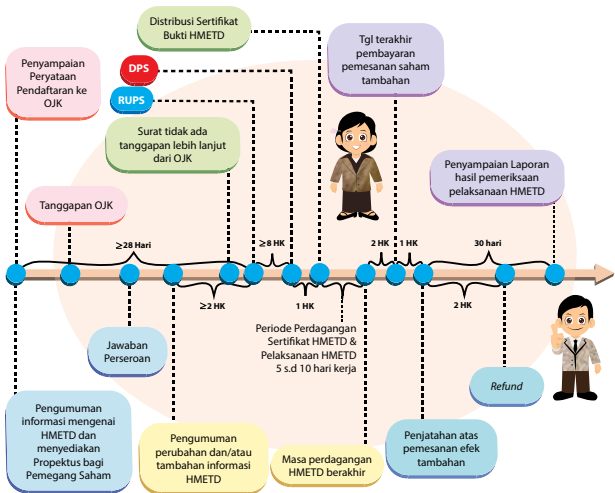 Distribusi Sertifikat
Bukti HMETD
Tgl terakhir
pembayaran
pemesanan saham
tambahan
Penyampaian
Peryataan
Pendaftaran ke
OJK
DPS
RUPS
Surat tidak ada
tanggapan lebih lanjut
dari OJK
Penyampaian Laporan
hasil pemeriksaan
pelaksanaan HMETD
Tanggapan OJK
≥28 Hari
≥8 HK
2 HK
1 HK
30 hari
≥2 HK
1 HK
2 HK
Periode Perdagangan
Sertifikat HMETD &
Pelaksanaan HMETD
5 s.d 10 hari kerja
Jawaban
Perseroan
Refund
Pengumuman
informasi mengenai
HMETD dan
menyediakan
Propektus bagi
Pemegang Saham
Pengumuman
perubahan dan/atau
tambahan informasi
HMETD
Masa perdagangan
HMETD berakhir
Penjatahan atas
pemesanan efek
tambahan